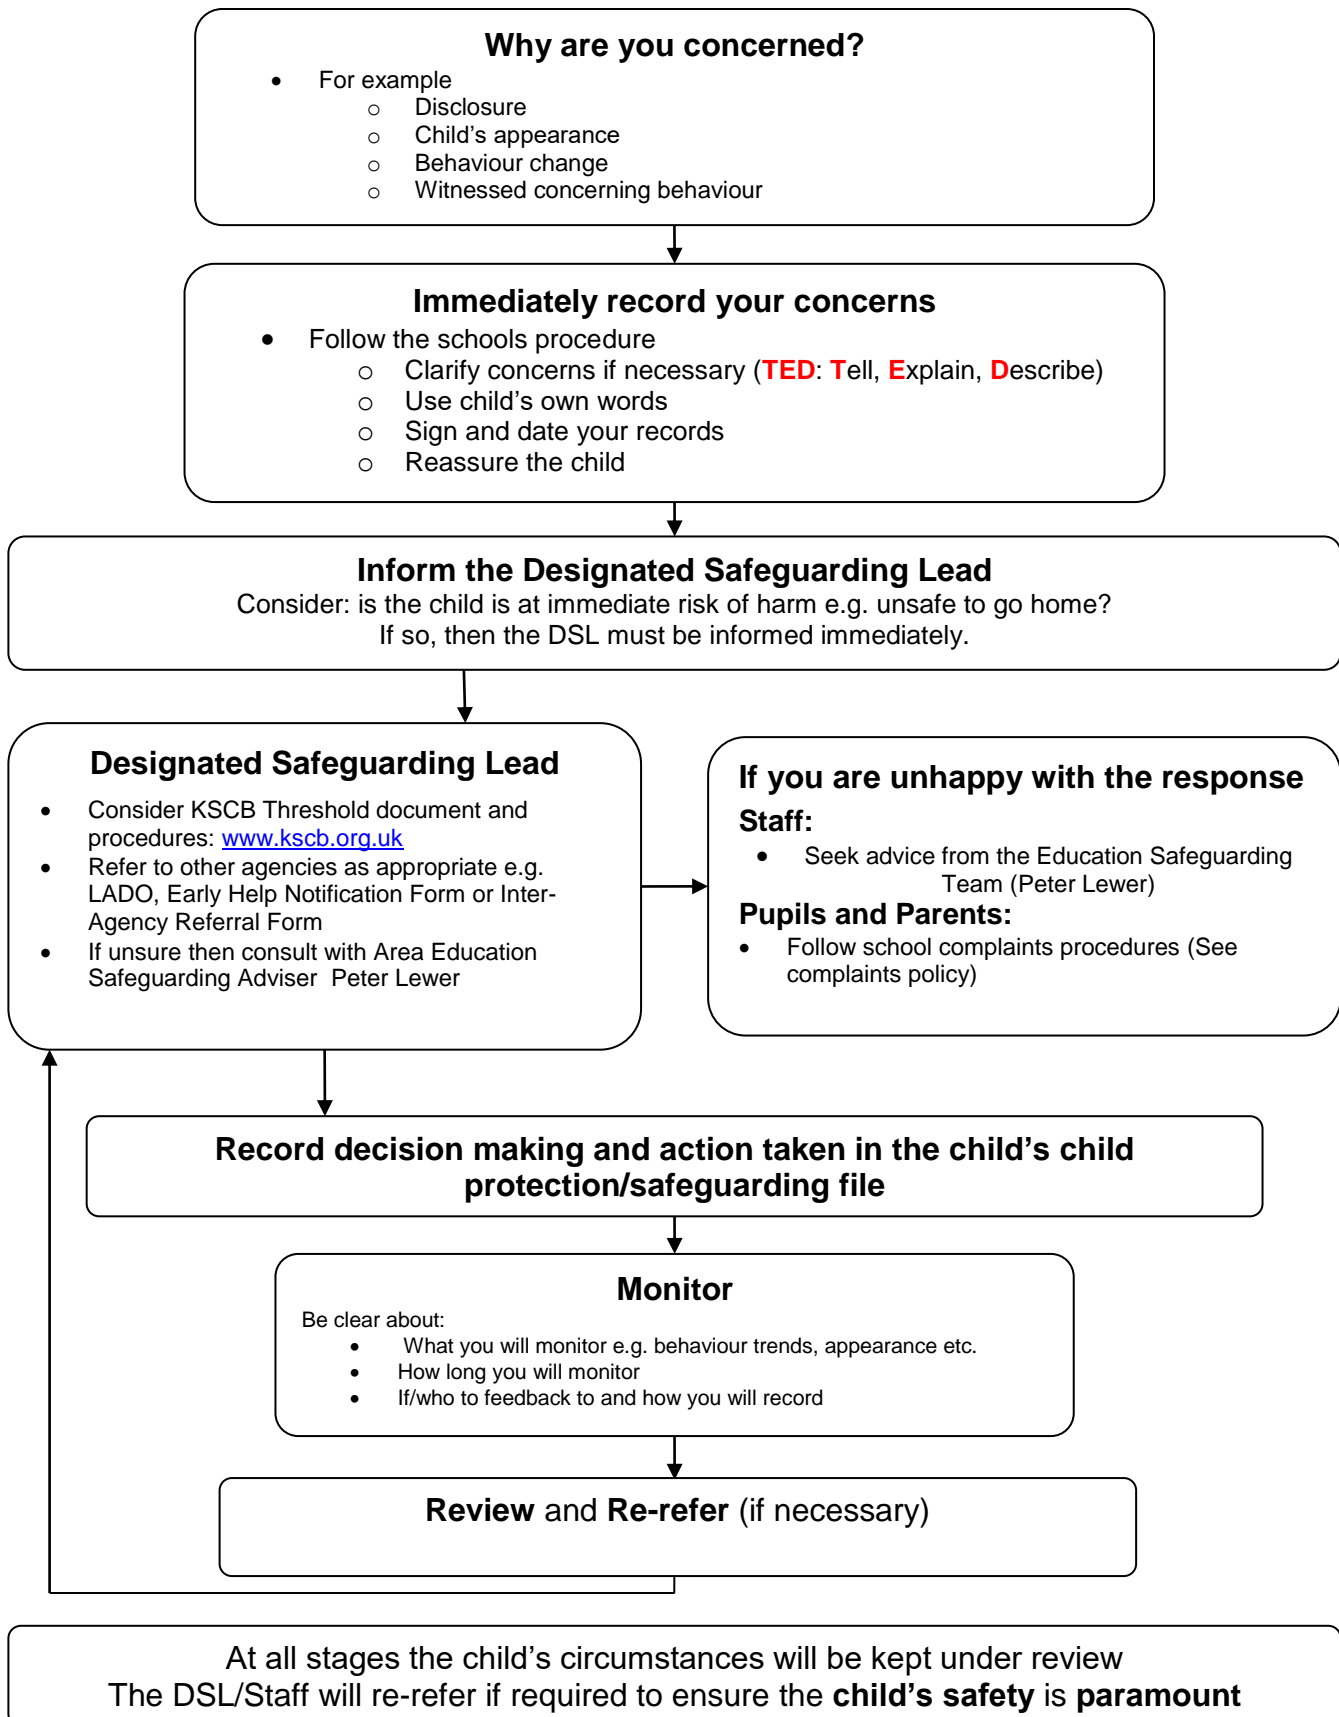 Why are you concerned?
• For example
o Disclosure
o Child's appearance
o Behaviour change
o Witnessed concerning behaviour
Immediately record your concerns
• Follow the schools procedure
o Clarify concerns if necessary (TED: Tell, Explain, Describe)
o Use child's own words
o Sign and date your records
o Reassure the child
Inform the Designated Safeguarding Lead
Consider: is the child is at immediate risk of harm e.g. unsafe to go home?
If so, then the DSL must be informed immediately.
Designated Safeguarding Lead
• Consider KSCB Threshold document and
procedures: www.kscb.org.uk
• Refer to other agencies as appropriate e.g.
LADO, Early Help Notification Form or Inter-
Agency Referral Form
• If unsure then consult with Area Education
Safeguarding Adviser Peter Lewer
If you are unhappy with the response
Staff:
• Seek advice from the Education Safeguarding
Team (Peter Lewer)
Pupils and Parents:
• Follow school complaints procedures (See
complaints policy)
Record decision making and action taken in the child's child
protection/safeguarding file
Monitor
Be clear about:
• What you will monitor e.g. behaviour trends, appearance etc.
• How long you will monitor
• If/who to feedback to and how you will record
Review and Re-refer (if necessary)
At all stages the child's circumstances will be kept under review
The DSL/Staff will re-refer if required to ensure the child's safety is paramount